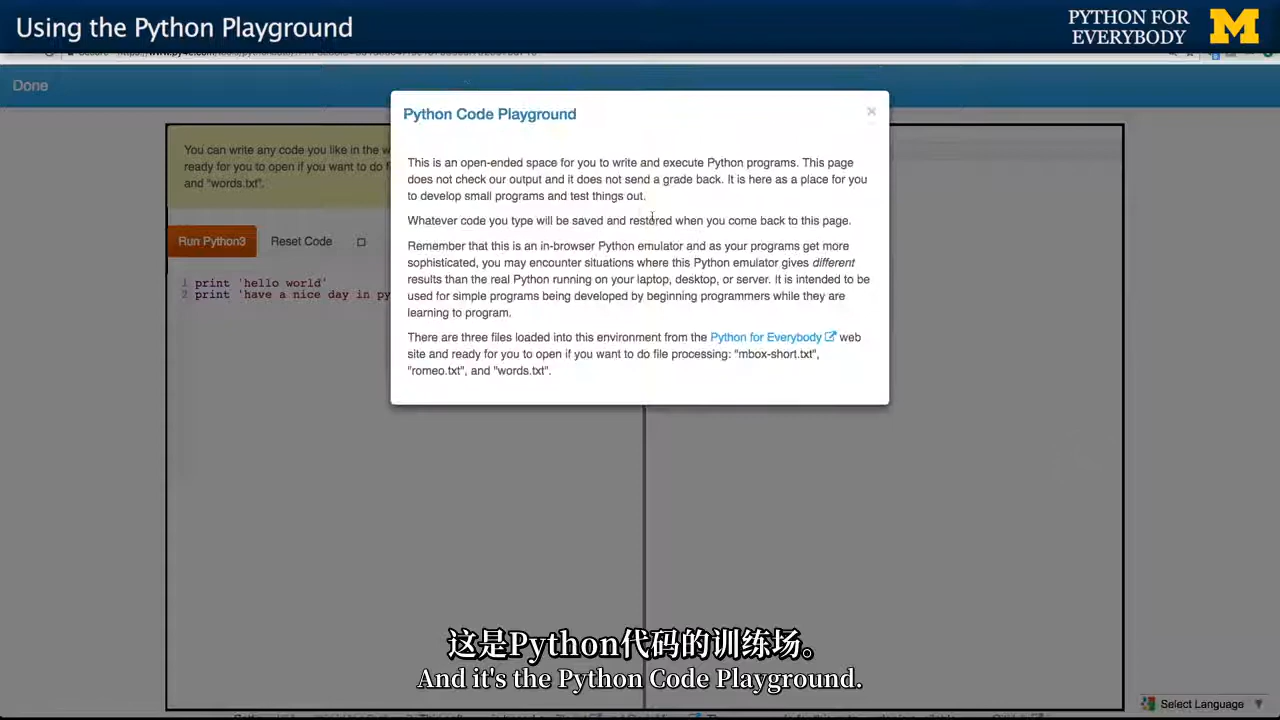 Using the Python Playground
PYTHON FOR
EVERYBODY
Done
Python Code Playground
×
This is an open-ended space for you to write and execute Python programs. This page
does not check our output and it does not send a grade back. It is here as a place for you
to develop small programs and test things out.
Whatever code you type will be saved and restored when you come back to this page.
Remember that this is an in-browser Python emulator and as your programs get more
sophisticated, you may encounter situations where this Python emulator gives different
results than the real Python running on your laptop, desktop, or server. It is intended to be
used for simple programs being developed by beginning programmers while they are
learning to program.
There are three files loaded into this environment from the Python for Everybody web
site and ready for you to open if you want to do file processing: "mbox-short.txt",
"romeo.txt", and "words.txt".
You can write any code you like in the w
ready for you to open if you want to do f
and "words.txt".
Run Python3 Reset Code
1 print 'hello world'
2 print 'have a nice day in py
这是Python代码的训练场。
And it's the Python Code Playground.
Select Language